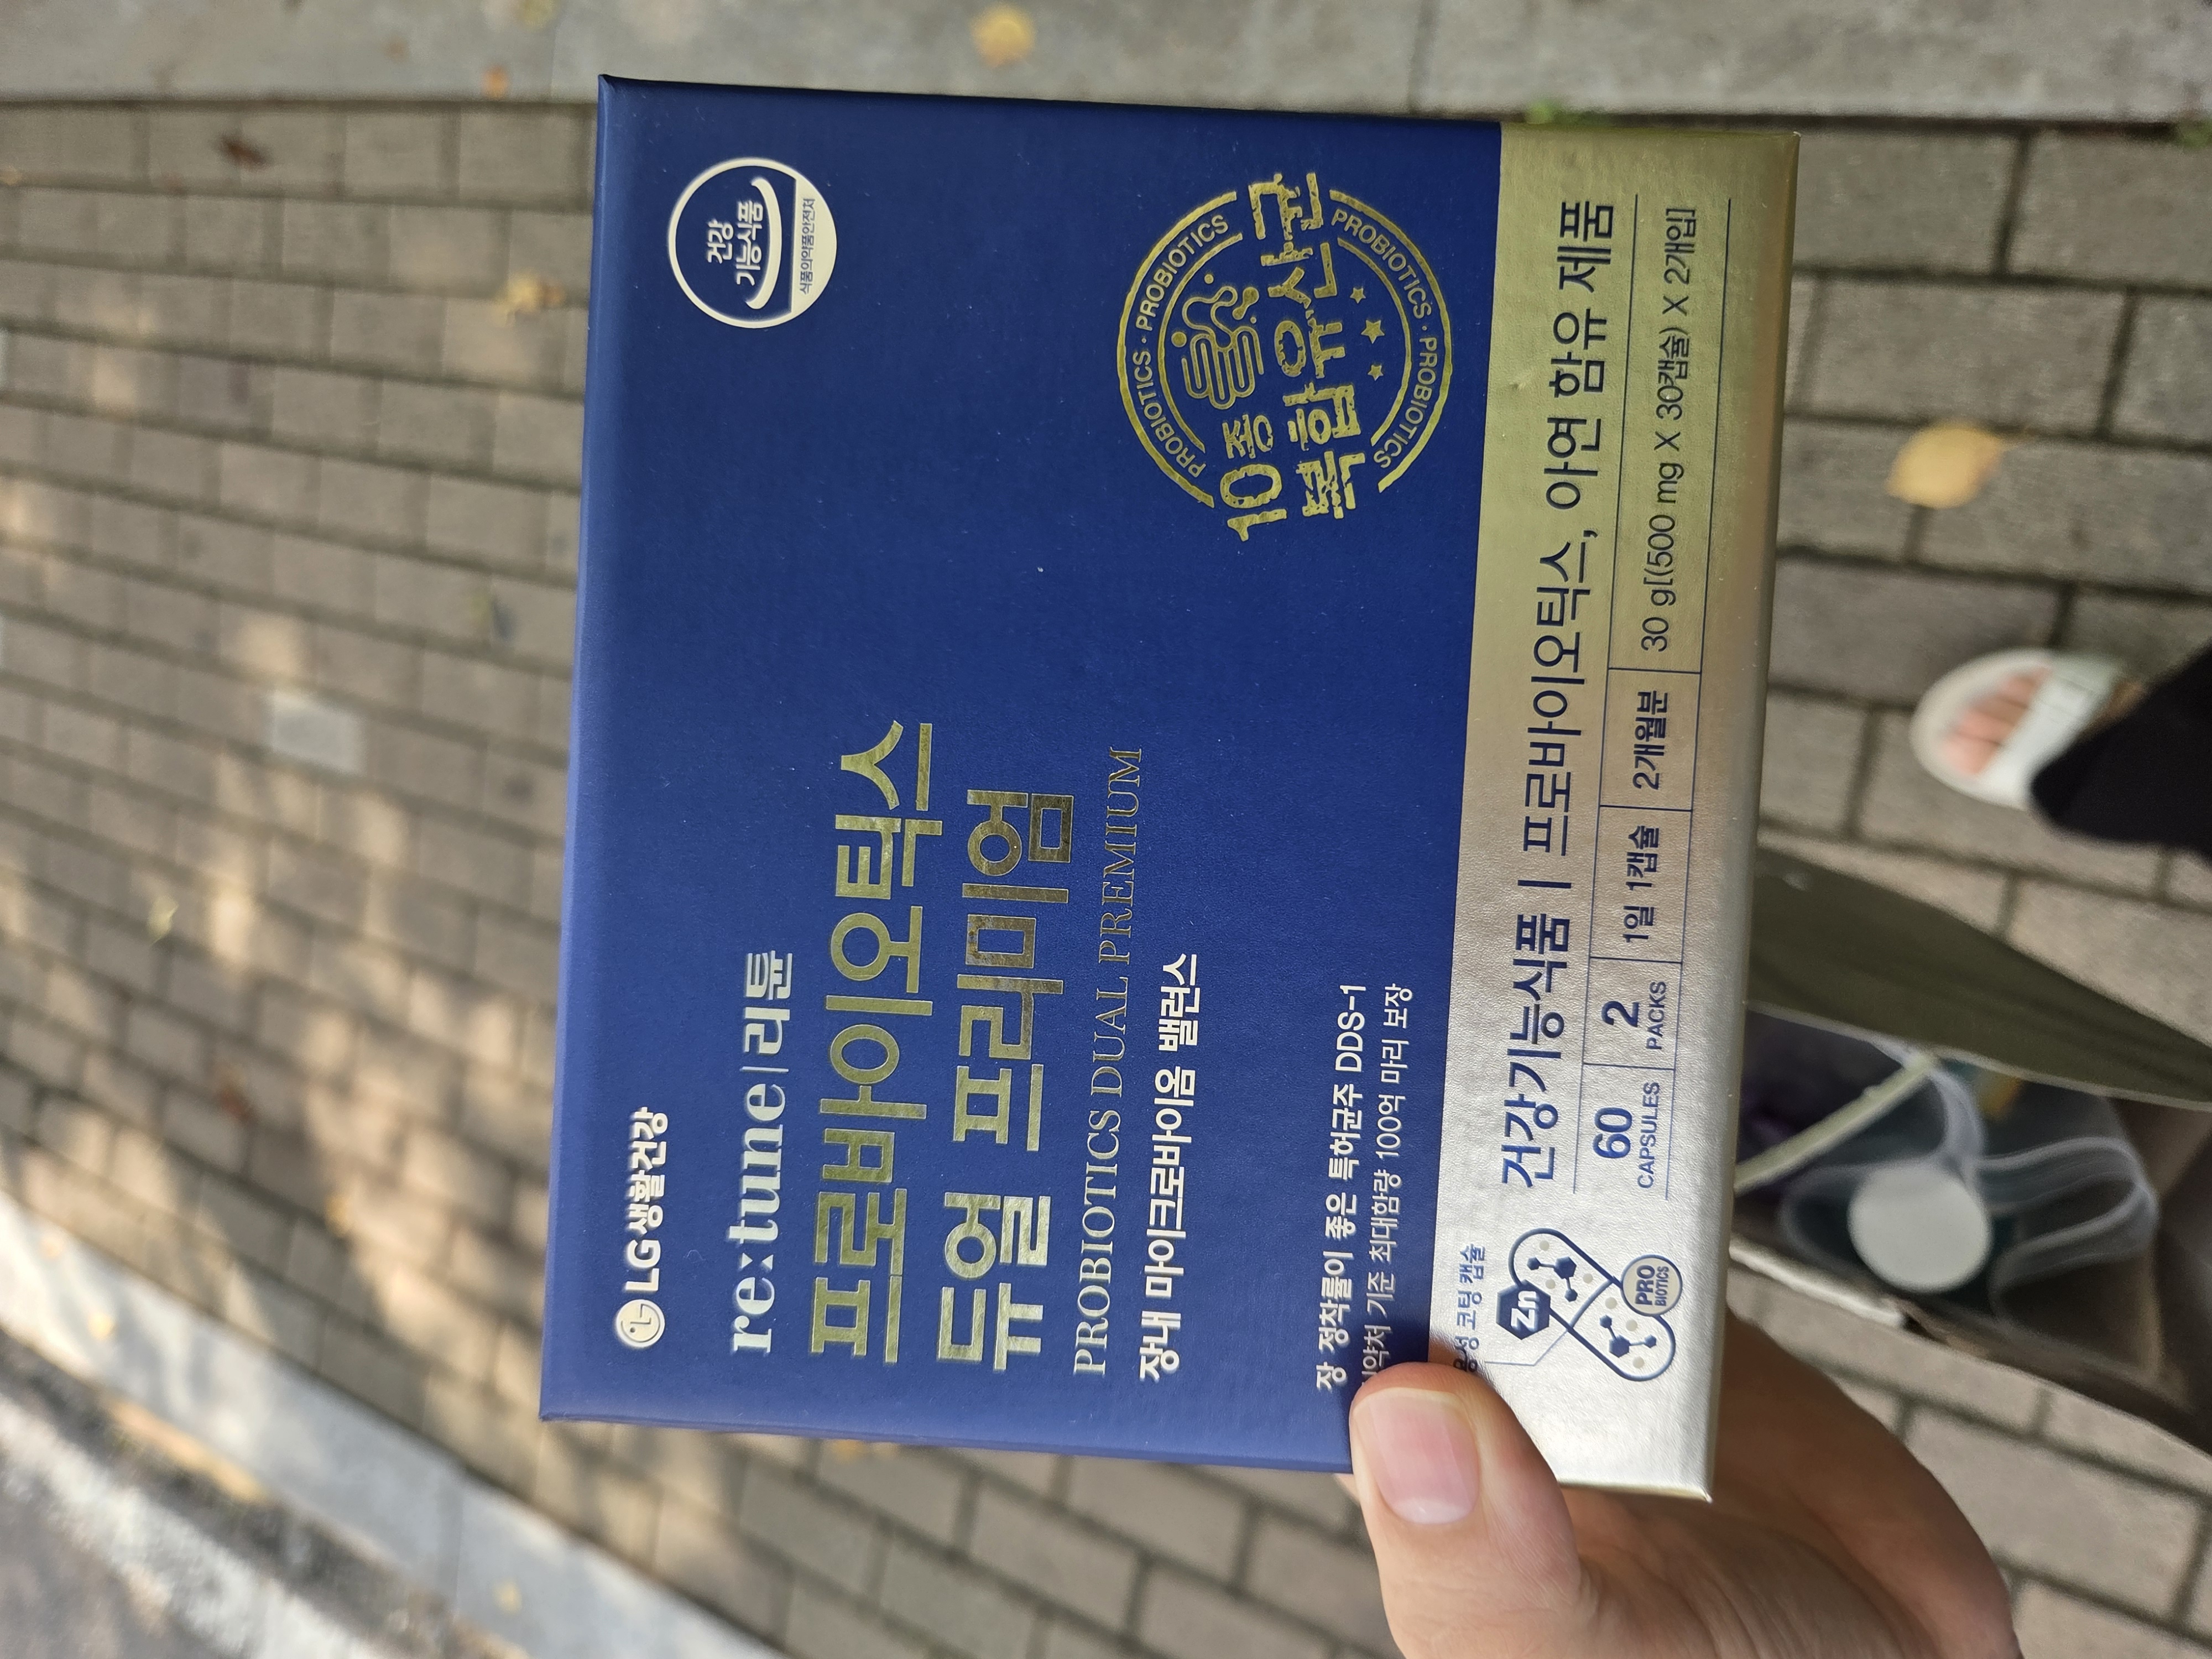 LG생활건강
건강
기능식품
식품의약품안전처
re:tune|리튠
프로바이오틱스
듀얼 프리미엄
PROBIOTICS DUAL PREMIUM
장내 마이크로바이옴 밸런스
PROBIOTICS · PROBIOTICS
10종
복합유산균
PROBIOTICS · PROBIOTICS
장 정착률이 좋은 특허균주 DDS-1
기준 최대함량 100억 마리 보장
코팅 캡슐
Zn
PRO
BIOTICS
건강기능식품 | 프로바이오틱스, 아연 함유 제품
60 CAPSULES 2 PACKS 1일 1캡슐 2개월분 30 g[(500 mg X 30캡슐) X 2개입]